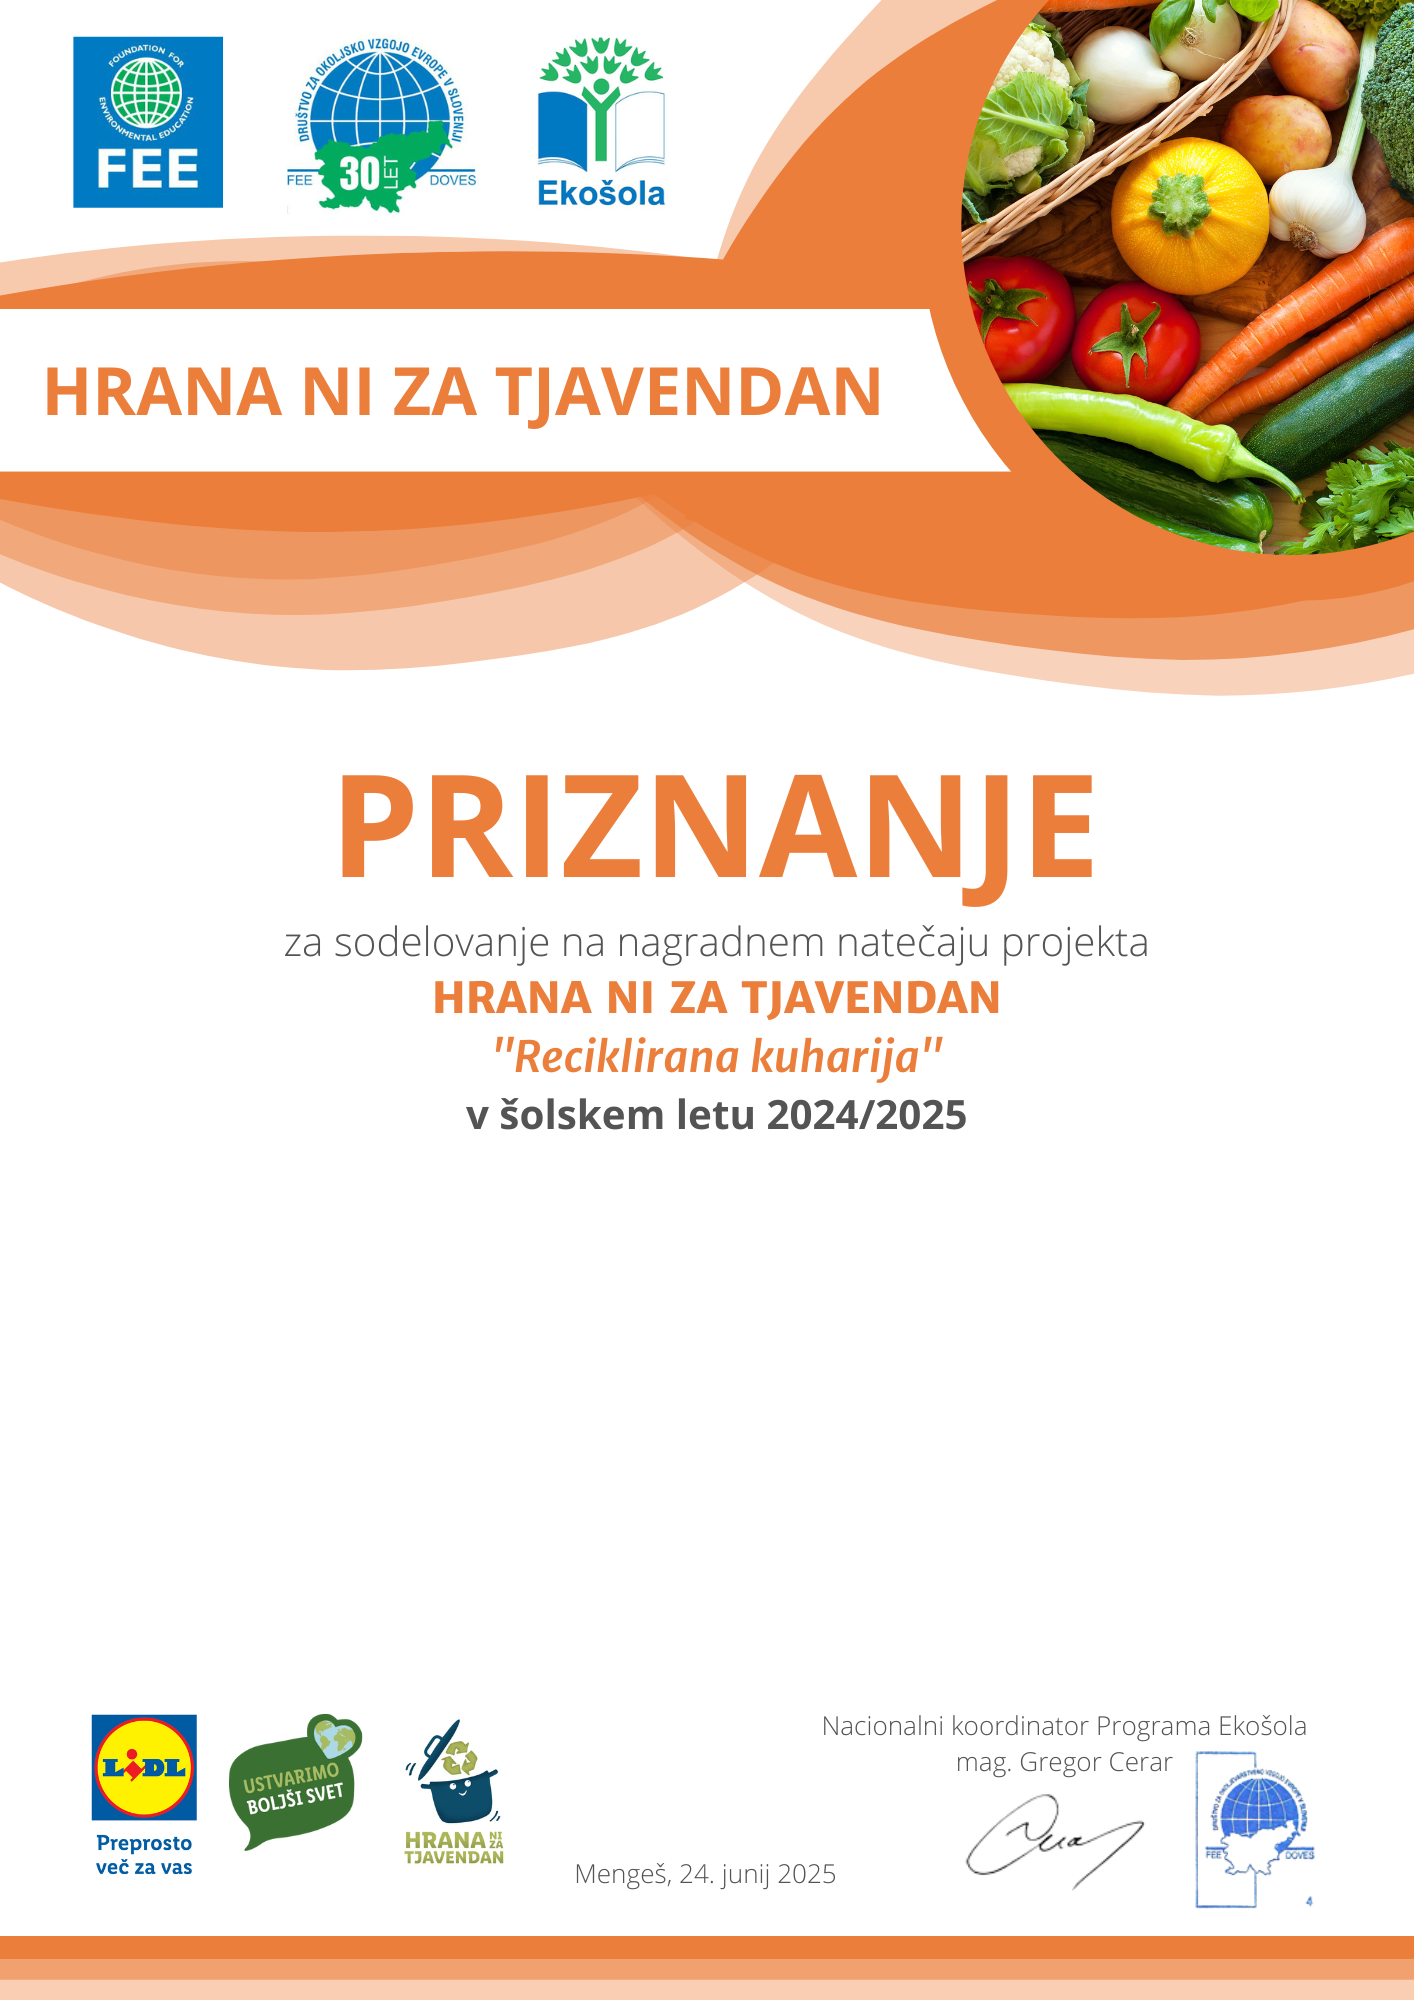 FOUNDATION FOR
ENVIRONMENTAL EDUCATION
FEE
DRUŠTVO ZA OKOLJSKO VZGOJO EVROPE V SLOVENIJI
30 LET
FEE DOVES
Ekošola
HRANA NI ZA TJAVENDAN
PRIZNANJE
za sodelovanje na nagradnem natečaju projekta
HRANA NI ZA TJAVENDAN
"Reciklirana kuharija"
v šolskem letu 2024/2025
LIDL
Preprosto
več za vas
USTVARIMO
BOLJŠI SVET
HRANA NI ZA
TJAVENDAN
Mengeš, 24. junij 2025
Nacionalni koordinator Programa Ekošola
mag. Gregor Cerar
FEE DOVES
4